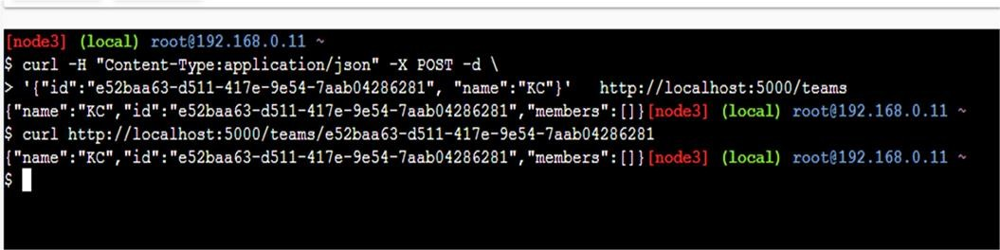 [node3] (local) root@192.168.0.11 ~
$ curl -H "Content-Type:application/json" -X POST -d \
> '{"id":"e52baa63-d511-417e-9e54-7aab04286281", "name":"KC"}' http://localhost:5000/teams
{"name":"KC","id":"e52baa63-d511-417e-9e54-7aab04286281","members":[]}[node3] (local) root@192.168.0.11 ~
$ curl http://localhost:5000/teams/e52baa63-d511-417e-9e54-7aab04286281
{"name":"KC","id":"e52baa63-d511-417e-9e54-7aab04286281","members":[]}[node3] (local) root@192.168.0.11 ~
$